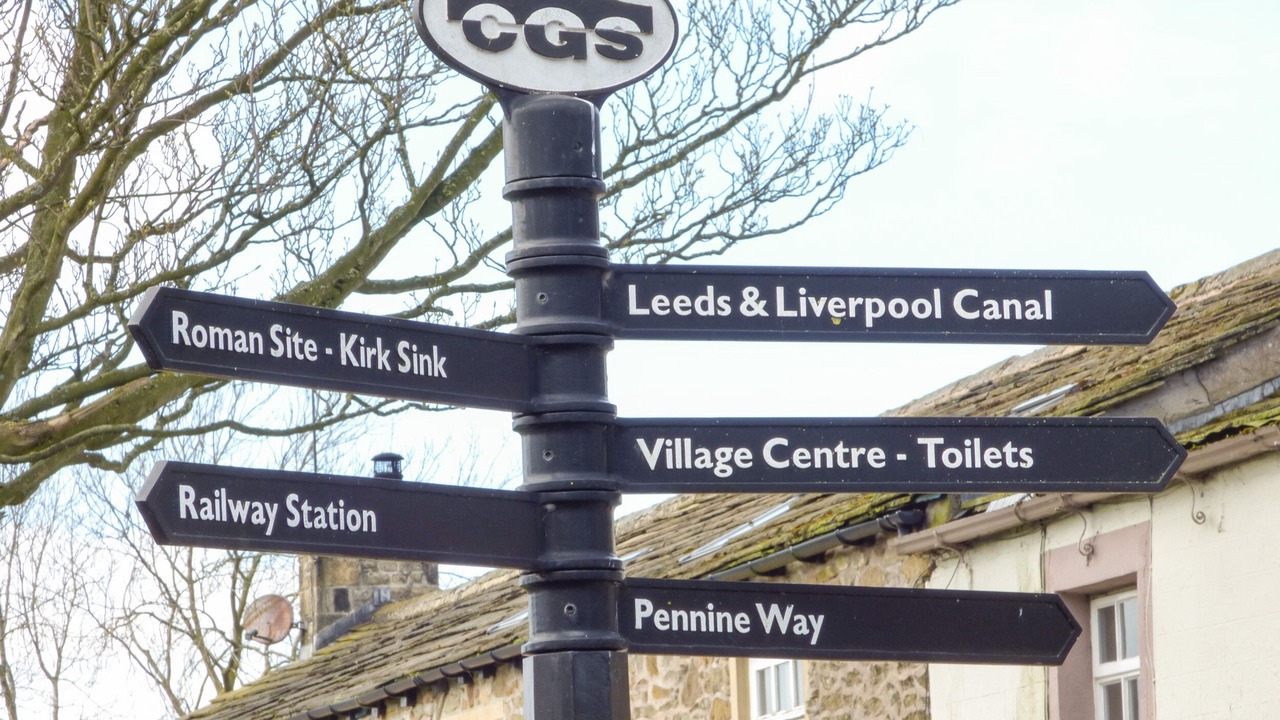 CGS
Leeds & Liverpool Canal
Roman Site - Kirk Sink
Village Centre - Toilets
Railway Station
Pennine Way